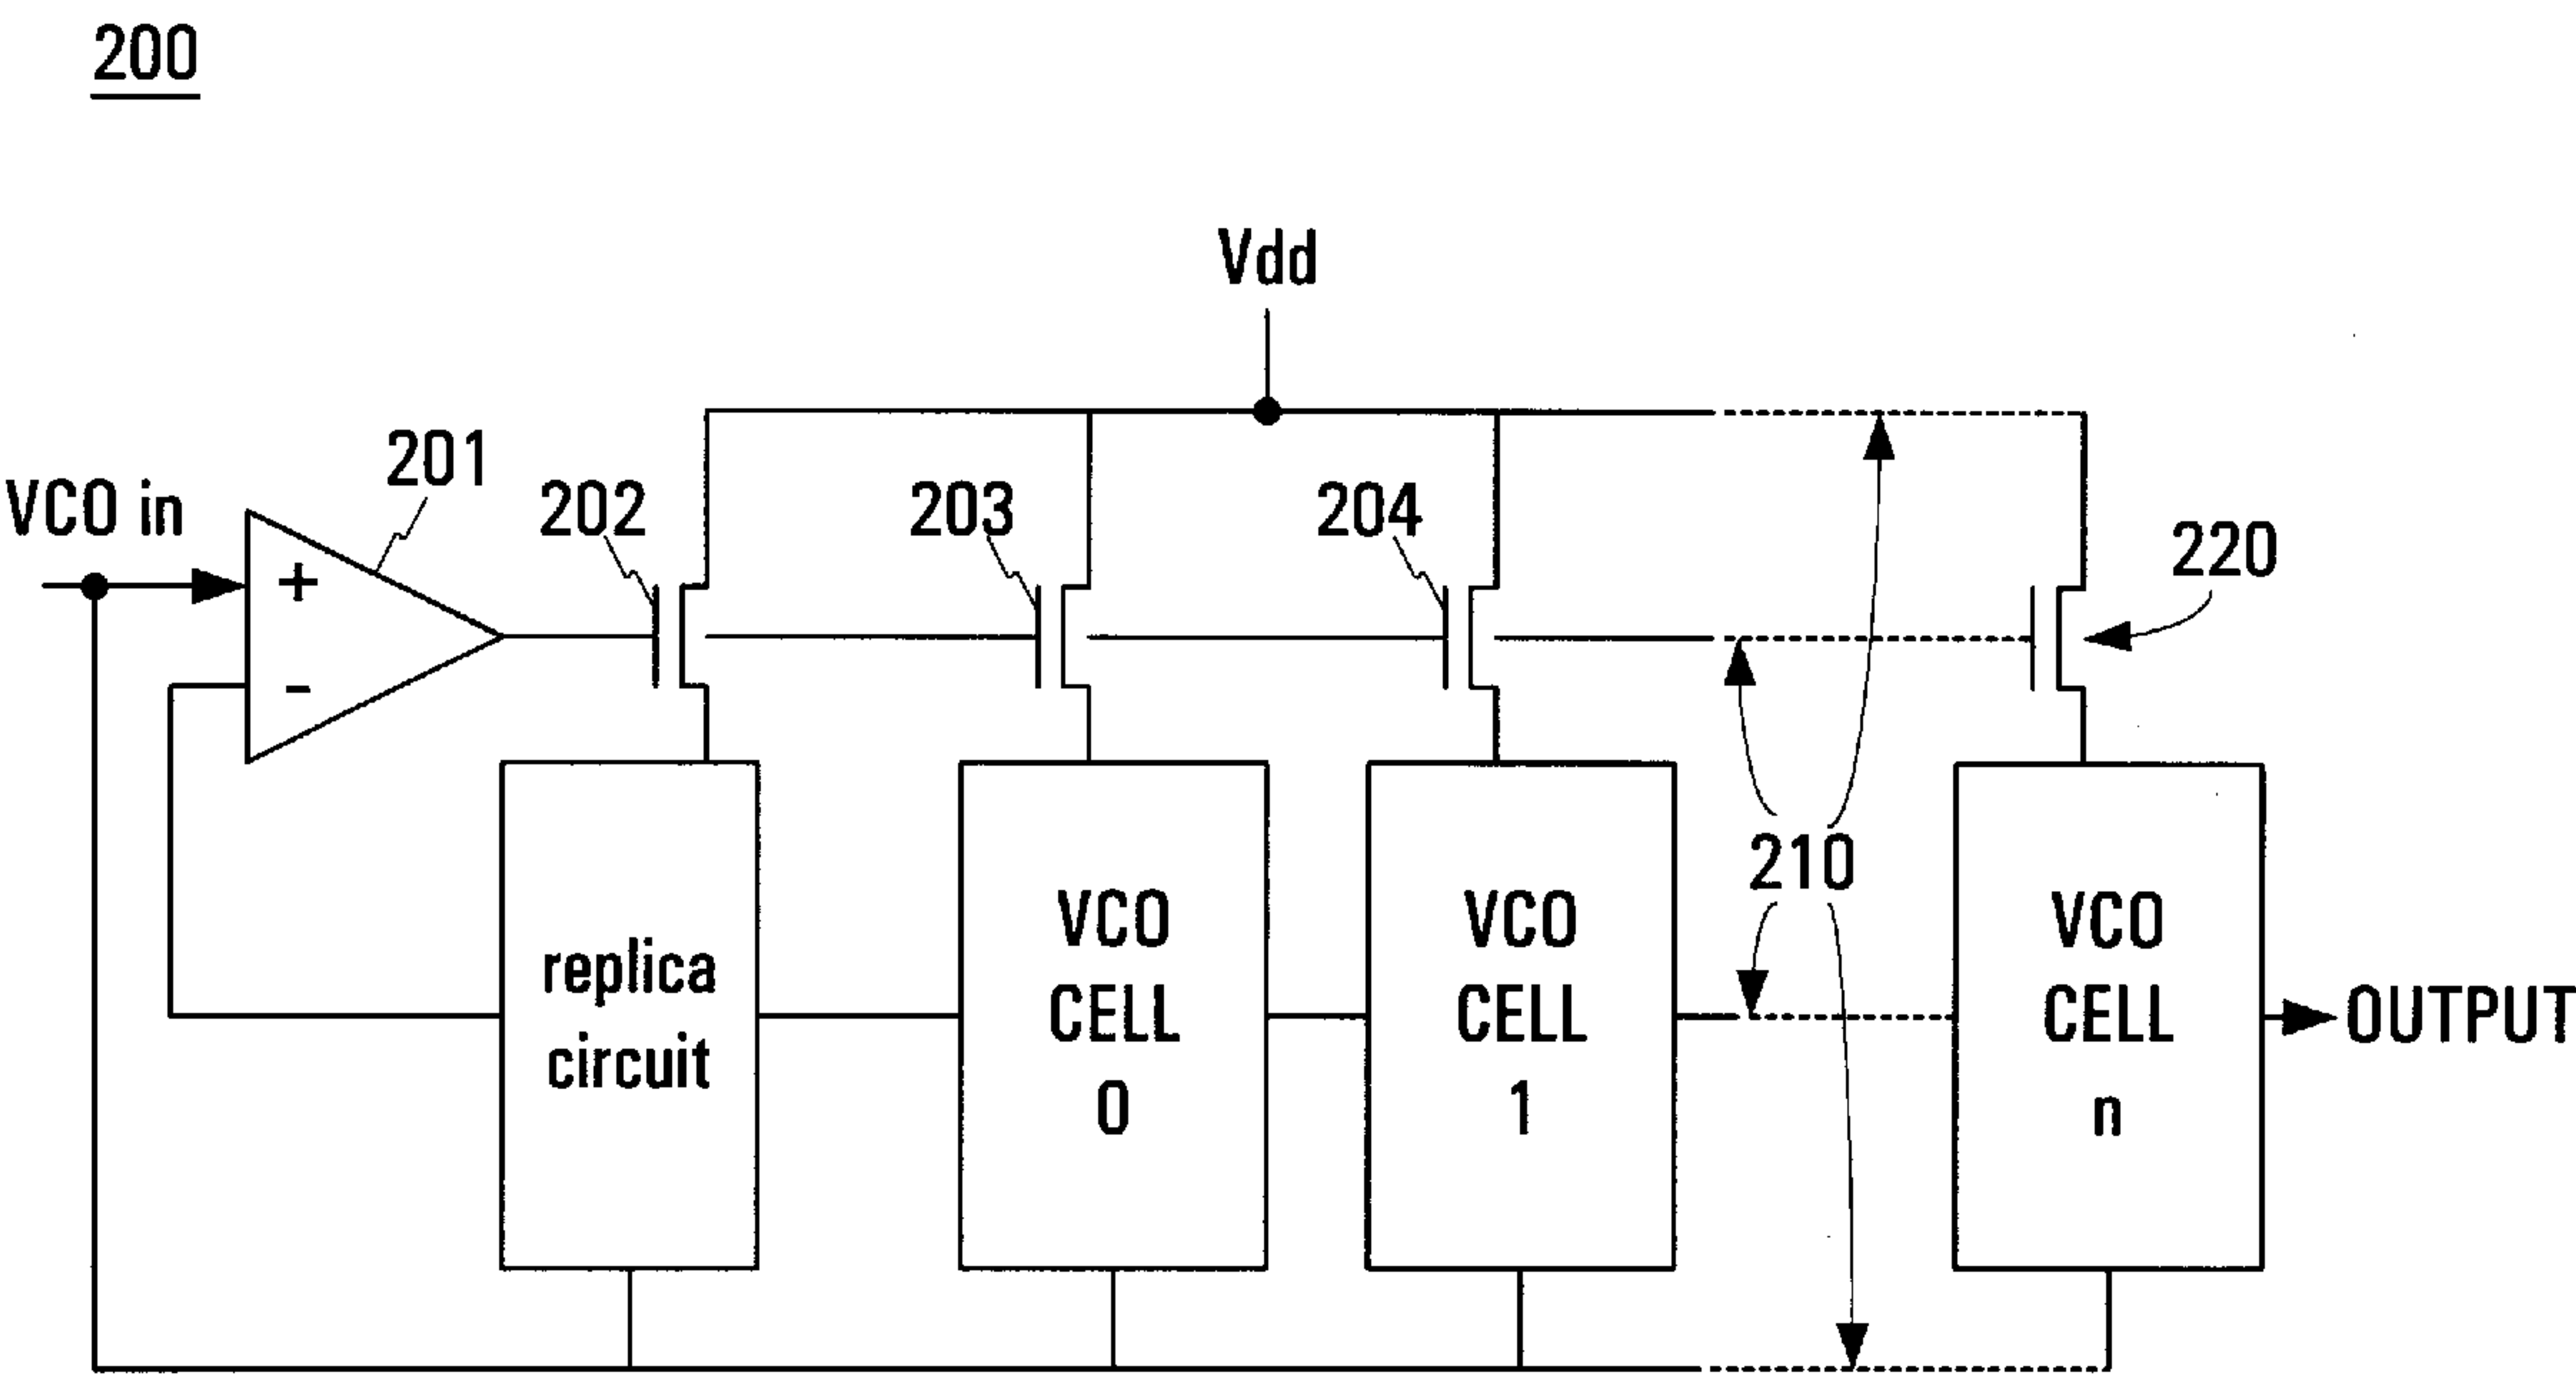 200
Vdd
VCO in
201
202
203
204
220
+
-
210
replica
circuit
VCO
CELL
0
VCO
CELL
1
VCO
CELL
n
OUTPUT